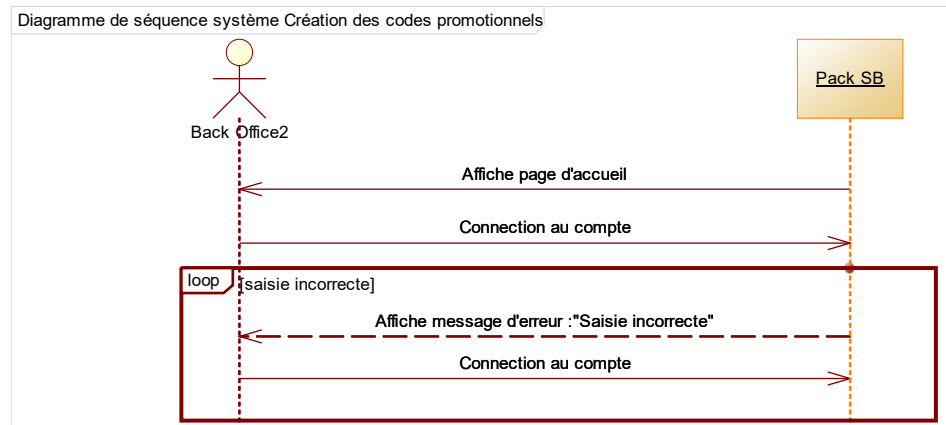 Diagramme de séquence système Création des codes promotionnels
Pack SB
Back Office2
Affiche page d'accueil
Connection au compte
loop
[saisie incorrecte]
Affiche message d'erreur :"Saisie incorrecte"
Connection au compte